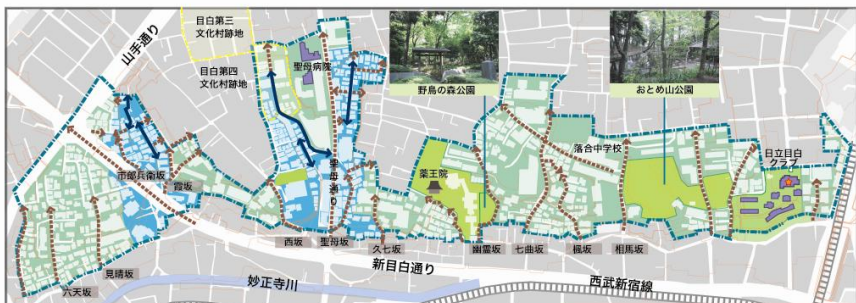 山手通り
目白第三
文化村跡地
目白第四
文化村跡地
聖母病院
野鳥の森公園
おとめ山公園
落合中学校
日立目白
クラブ
薬王院
市郎兵衛坂
霞坂
聖母通り
西坂
聖母坂
久七坂
幽霊坂
七曲坂
楓坂
相馬坂
見晴坂
六天坂
新目白通り
妙正寺川
西武新宿線